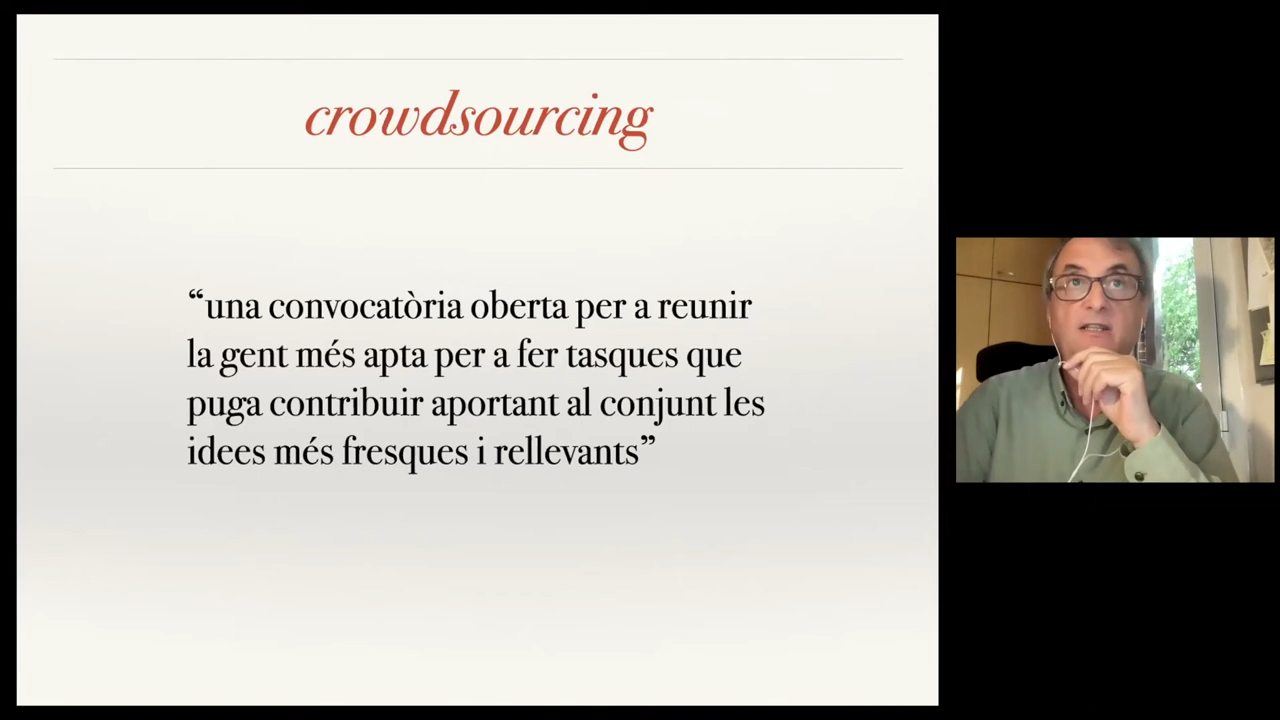 crowdsourcing
“una convocatòria oberta per a reunir
la gent més apta per a fer tasques que
puga contribuir aportant al conjunt les
idees més fresques i rellevants”